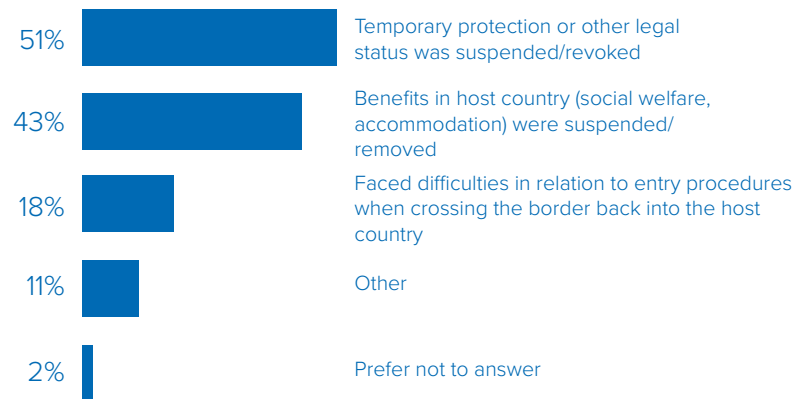 51%
Temporary protection or other legal
status was suspended/revoked
43%
Benefits in host country (social welfare,
accommodation) were suspended/
removed
18%
Faced difficulties in relation to entry procedures
when crossing the border back into the host
country
11%
Other
2%
Prefer not to answer